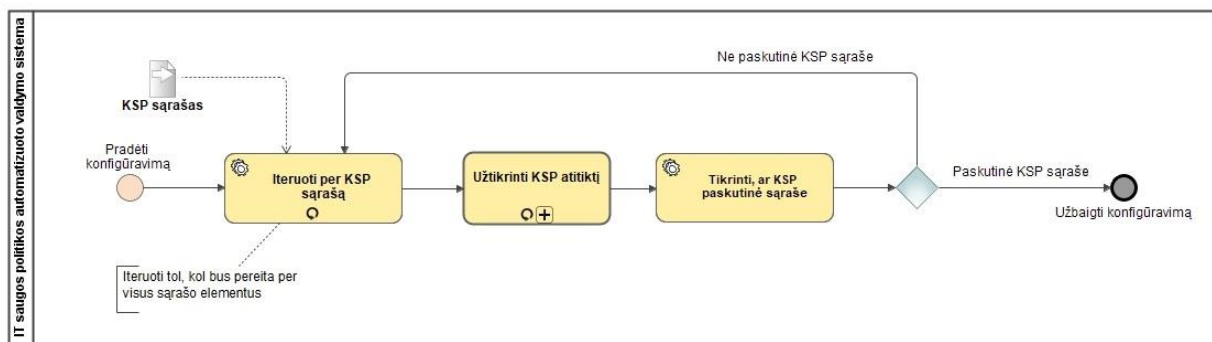 IT saugos politikos automatizuoto valdymo sistema
Ne paskutinė KSP sąraše
KSP sąrašas
Pradėti
konfigūravimą
Iteruoti per KSP
sąrašą
Užtikrinti KSP atitiktį
Tikrinti, ar KSP
paskutinė sąraše
Paskutinė KSP sąraše
Užbaigti konfigūravimą
Iteruoti tol, kol bus pereita per
visus sąrašo elementus